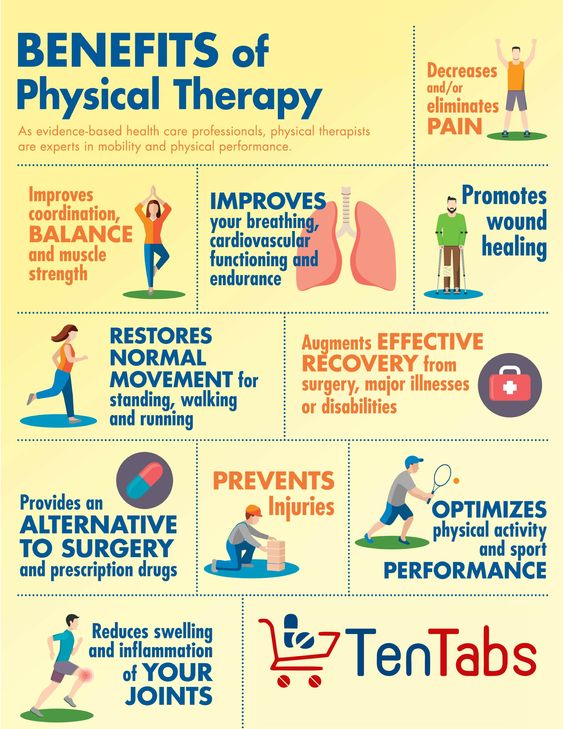 BENEFITS of
Physical Therapy
As evidence-based health care professionals, physical therapists
are experts in mobility and physical performance.
Decreases
and/or
eliminates
PAIN
Improves
coordination,
BALANCE
and muscle
strength
IMPROVES
your breathing,
cardiovascular
functioning and
endurance
Promotes
wound
healing
RESTORES
NORMAL
MOVEMENT for
standing, walking
and running
Augments EFFECTIVE
RECOVERY from
surgery, major illnesses
or disabilities
Provides an
ALTERNATIVE
TO SURGERY
and prescription drugs
PREVENTS
Injuries
OPTIMIZES
physical activity
and sport
PERFORMANCE
Reduces swelling
and inflammation
of YOUR
JOINTS
TenTabs